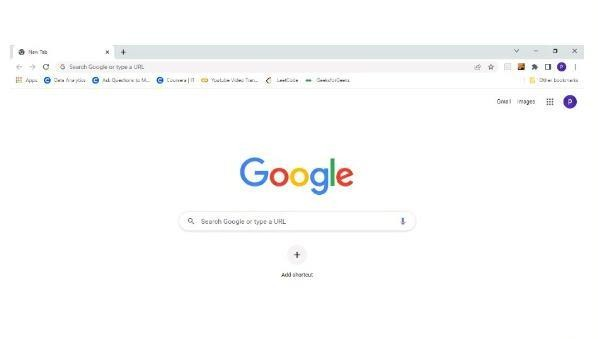 New Tab
Search Google or type a URL
Apps Data Analytics Ask Questions to M... Coursera | IT Youtube Video Tran... LeetCode GeeksforGeeks Other bookmarks
Gmail Images P
Google
Search Google or type a URL
Add shortcut